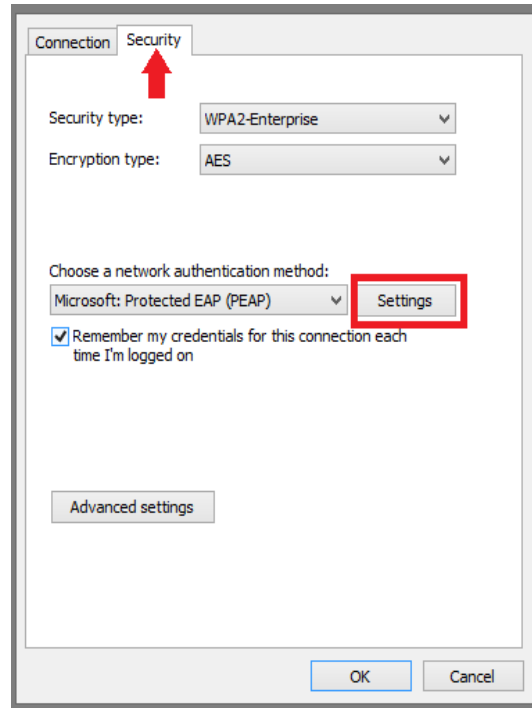 Connection Security
Security type: WPA2-Enterprise
Encryption type: AES
Choose a network authentication method:
Microsoft: Protected EAP (PEAP) Settings
Remember my credentials for this connection each
time I'm logged on
Advanced settings
OK Cancel